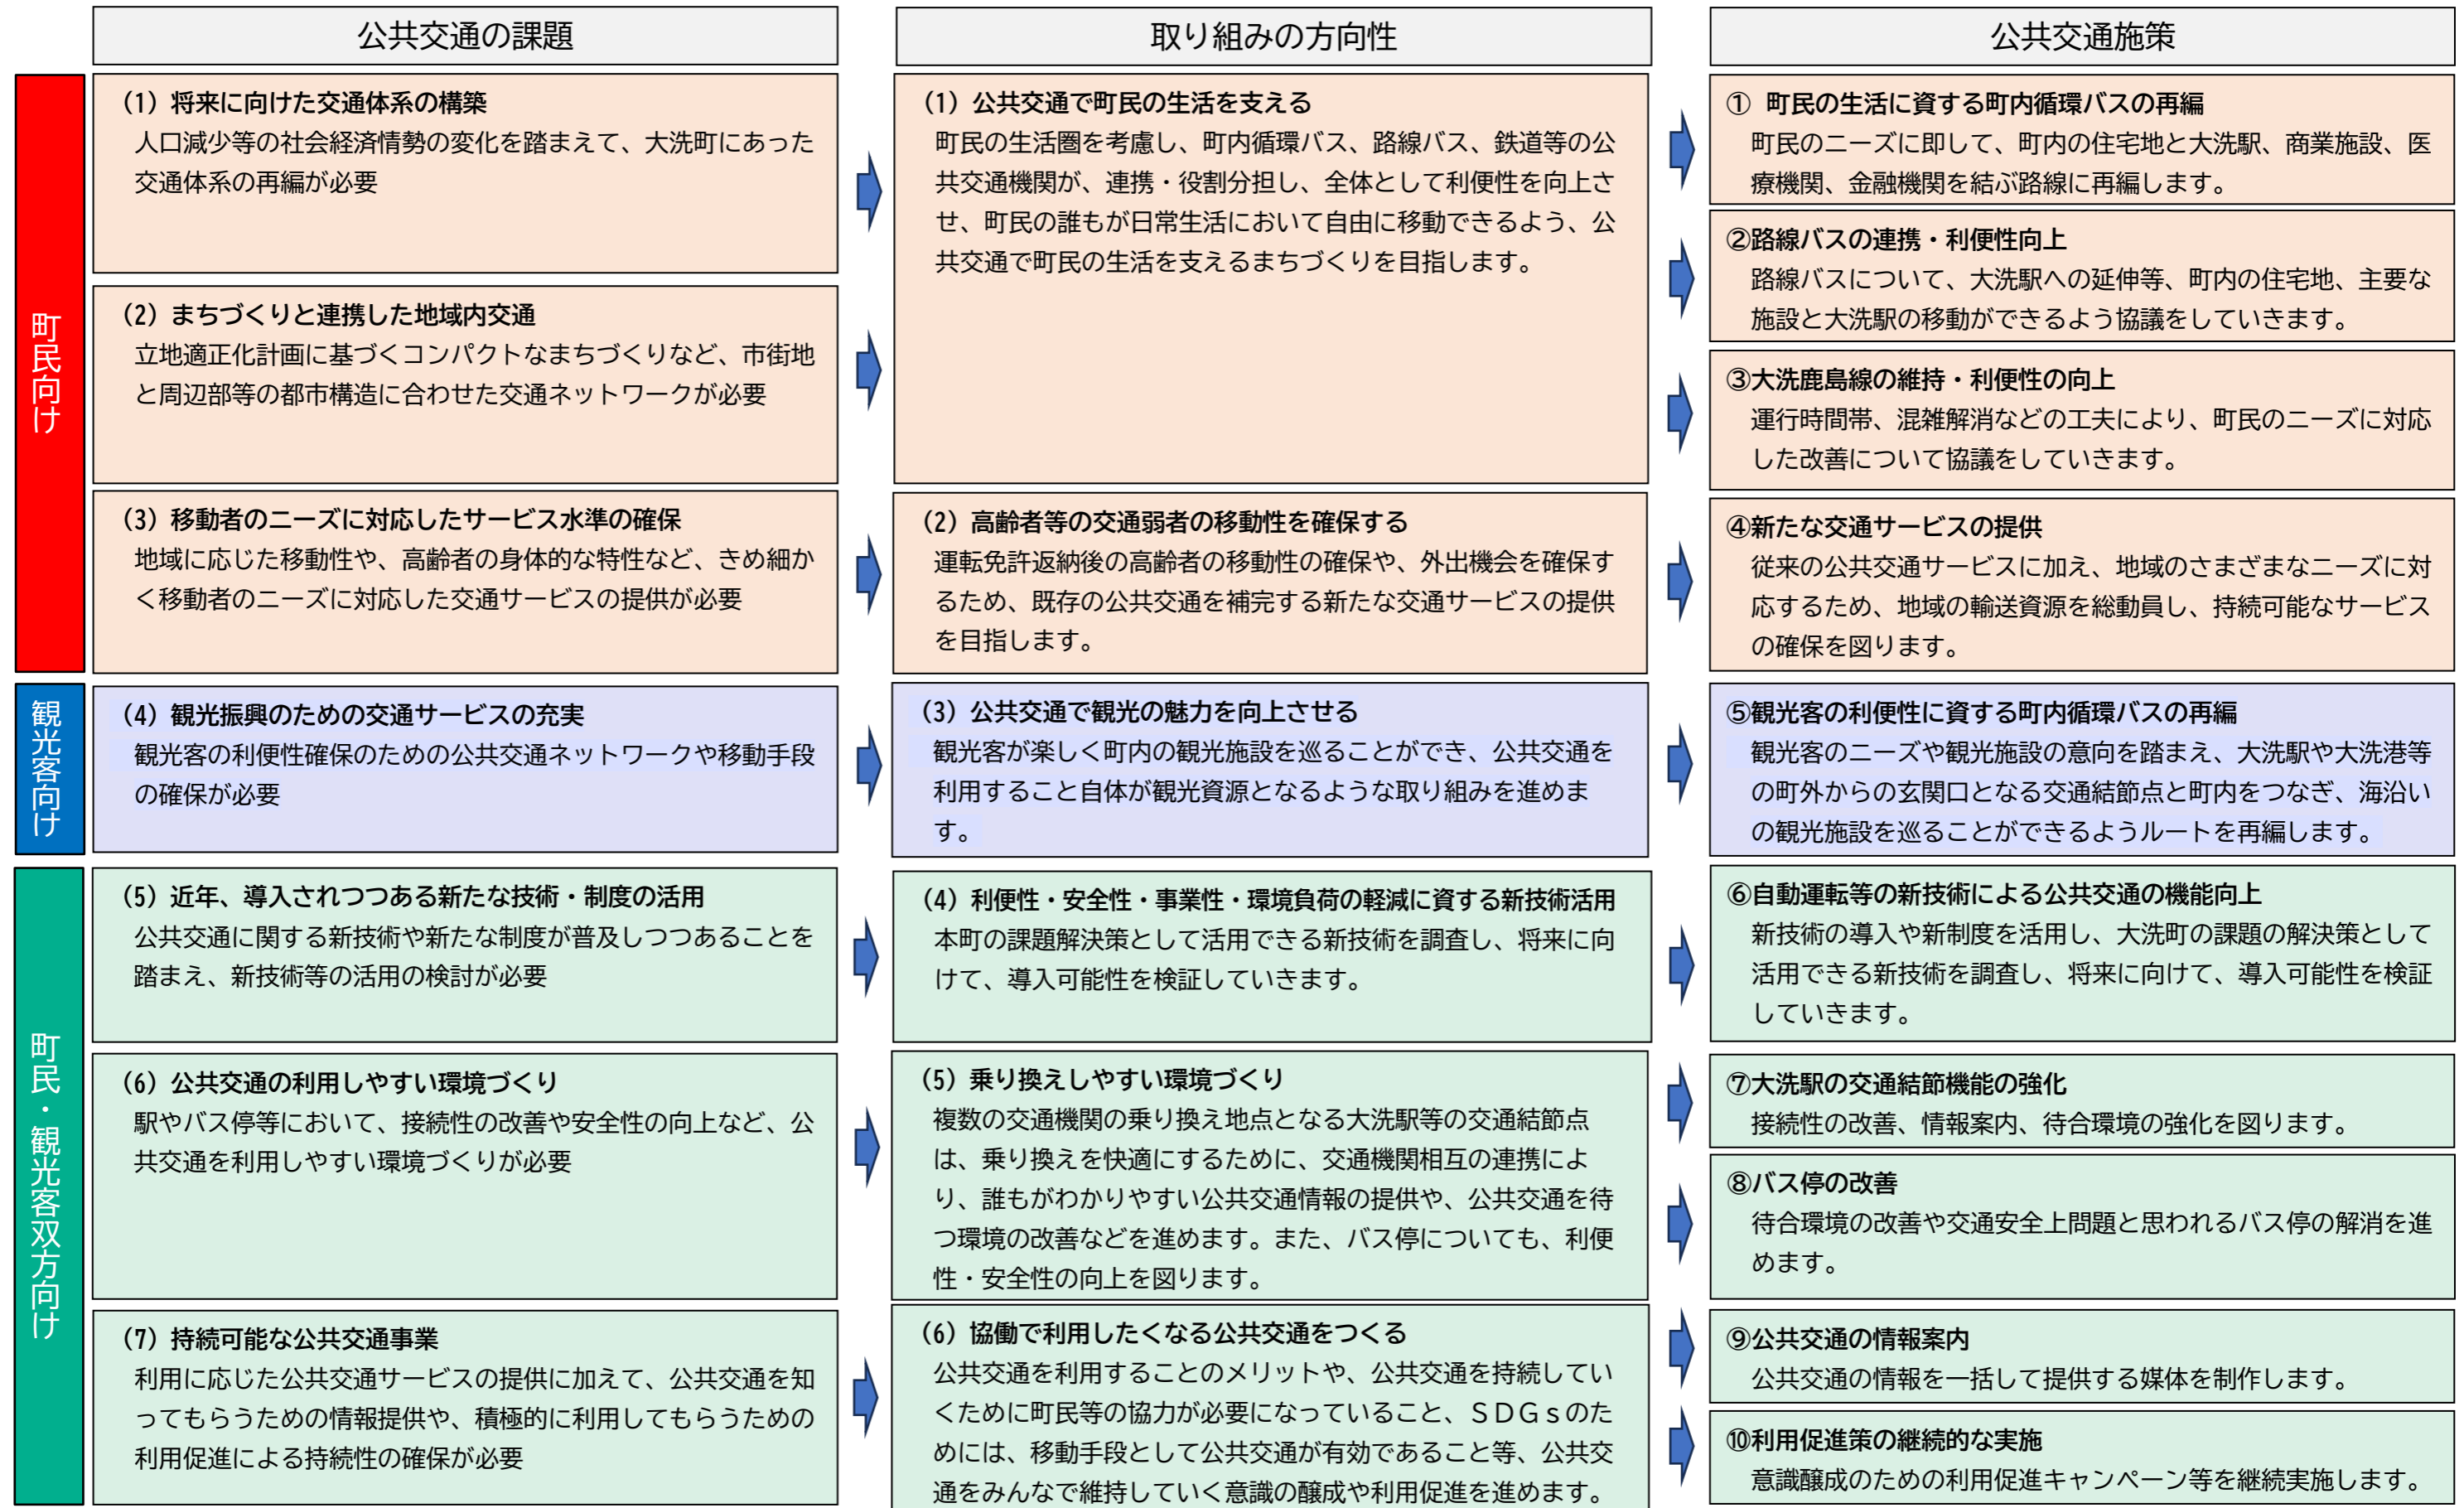 公共交通の課題
取り組みの方向性
公共交通施策
町民向け
(1) 将来に向けた交通体系の構築
人口減少等の社会経済情勢の変化を踏まえて、大洗町にあった
交通体系の再編が必要
(2) まちづくりと連携した地域内交通
立地適正化計画に基づくコンパクトなまちづくりなど、市街地
と周辺部等の都市構造に合わせた交通ネットワークが必要
(3) 移動者のニーズに対応したサービス水準の確保
地域に応じた移動性や、高齢者の身体的な特性など、きめ細か
く移動者のニーズに対応した交通サービスの提供が必要
(1) 公共交通で町民の生活を支える
町民の生活圏を考慮し、町内循環バス、路線バス、鉄道等の公
共交通機関が、連携・役割分担し、全体として利便性を向上さ
せ、町民の誰もが日常生活において自由に移動できるよう、公
共交通で町民の生活を支えるまちづくりを目指します。
(2) 高齢者等の交通弱者の移動性を確保する
運転免許返納後の高齢者の移動性の確保や、外出機会を確保す
るため、既存の公共交通を補完する新たな交通サービスの提供
を目指します。
① 町民の生活に資する町内循環バスの再編
町民のニーズに即して、町内の住宅地と大洗駅、商業施設、医
療機関、金融機関を結ぶ路線に再編します。
②路線バスの連携・利便性向上
路線バスについて、大洗駅への延伸等、町内の住宅地、主要な
施設と大洗駅の移動ができるよう協議をしていきます。
③大洗鹿島線の維持・利便性の向上
運行時間帯、混雑解消などの工夫により、町民のニーズに対応
した改善について協議をしていきます。
④新たな交通サービスの提供
従来の公共交通サービスに加え、地域のさまざまなニーズに対
応するため、地域の輸送資源を総動員し、持続可能なサービス
の確保を図ります。
観光客向け
(4) 観光振興のための交通サービスの充実
観光客の利便性確保のための公共交通ネットワークや移動手段
の確保が必要
(3) 公共交通で観光の魅力を向上させる
観光客が楽しく町内の観光施設を巡ることができ、公共交通を
利用すること自体が観光資源となるような取り組みを進めま
す。
⑤観光客の利便性に資する町内循環バスの再編
観光客のニーズや観光施設の意向を踏まえ、大洗駅や大洗港等
の町外からの玄関口となる交通結節点と町内をつなぎ、海沿い
の観光施設を巡ることができるようルートを再編します。
町民・観光客双方向け
(5) 近年、導入されつつある新たな技術・制度の活用
公共交通に関する新技術や新たな制度が普及しつつあることを
踏まえ、新技術等の活用の検討が必要
(6) 公共交通の利用しやすい環境づくり
駅やバス停等において、接続性の改善や安全性の向上など、公
共交通を利用しやすい環境づくりが必要
(7) 持続可能な公共交通事業
利用に応じた公共交通サービスの提供に加えて、公共交通を知
ってもらうための情報提供や、積極的に利用してもらうための
利用促進による持続性の確保が必要
(4) 利便性・安全性・事業性・環境負荷の軽減に資する新技術活用
本町の課題解決策として活用できる新技術を調査し、将来に向
けて、導入可能性を検証していきます。
(5) 乗り換えしやすい環境づくり
複数の交通機関の乗り換え地点となる大洗駅等の交通結節点
は、乗り換えを快適にするために、交通機関相互の連携によ
り、誰もがわかりやすい公共交通情報の提供や、公共交通を待
つ環境の改善などを進めます。また、バス停についても、利便
性・安全性の向上を図ります。
(6) 協働で利用したくなる公共交通をつくる
公共交通を利用することのメリットや、公共交通を持続してい
くために町民等の協力が必要になっていること、ＳＤＧｓのた
めには、移動手段として公共交通が有効であること等、公共交
通をみんなで維持していく意識の醸成や利用促進を進めます。
⑥自動運転等の新技術による公共交通の機能向上
新技術の導入や新制度を活用し、大洗町の課題の解決策として
活用できる新技術を調査し、将来に向けて、導入可能性を検証
していきます。
⑦大洗駅の交通結節機能の強化
接続性の改善、情報案内、待合環境の強化を図ります。
⑧バス停の改善
待合環境の改善や交通安全上問題と思われるバス停の解消を進
めます。
⑨公共交通の情報案内
公共交通の情報を一括して提供する媒体を制作します。
⑩利用促進策の継続的な実施
意識醸成のための利用促進キャンペーン等を継続実施します。